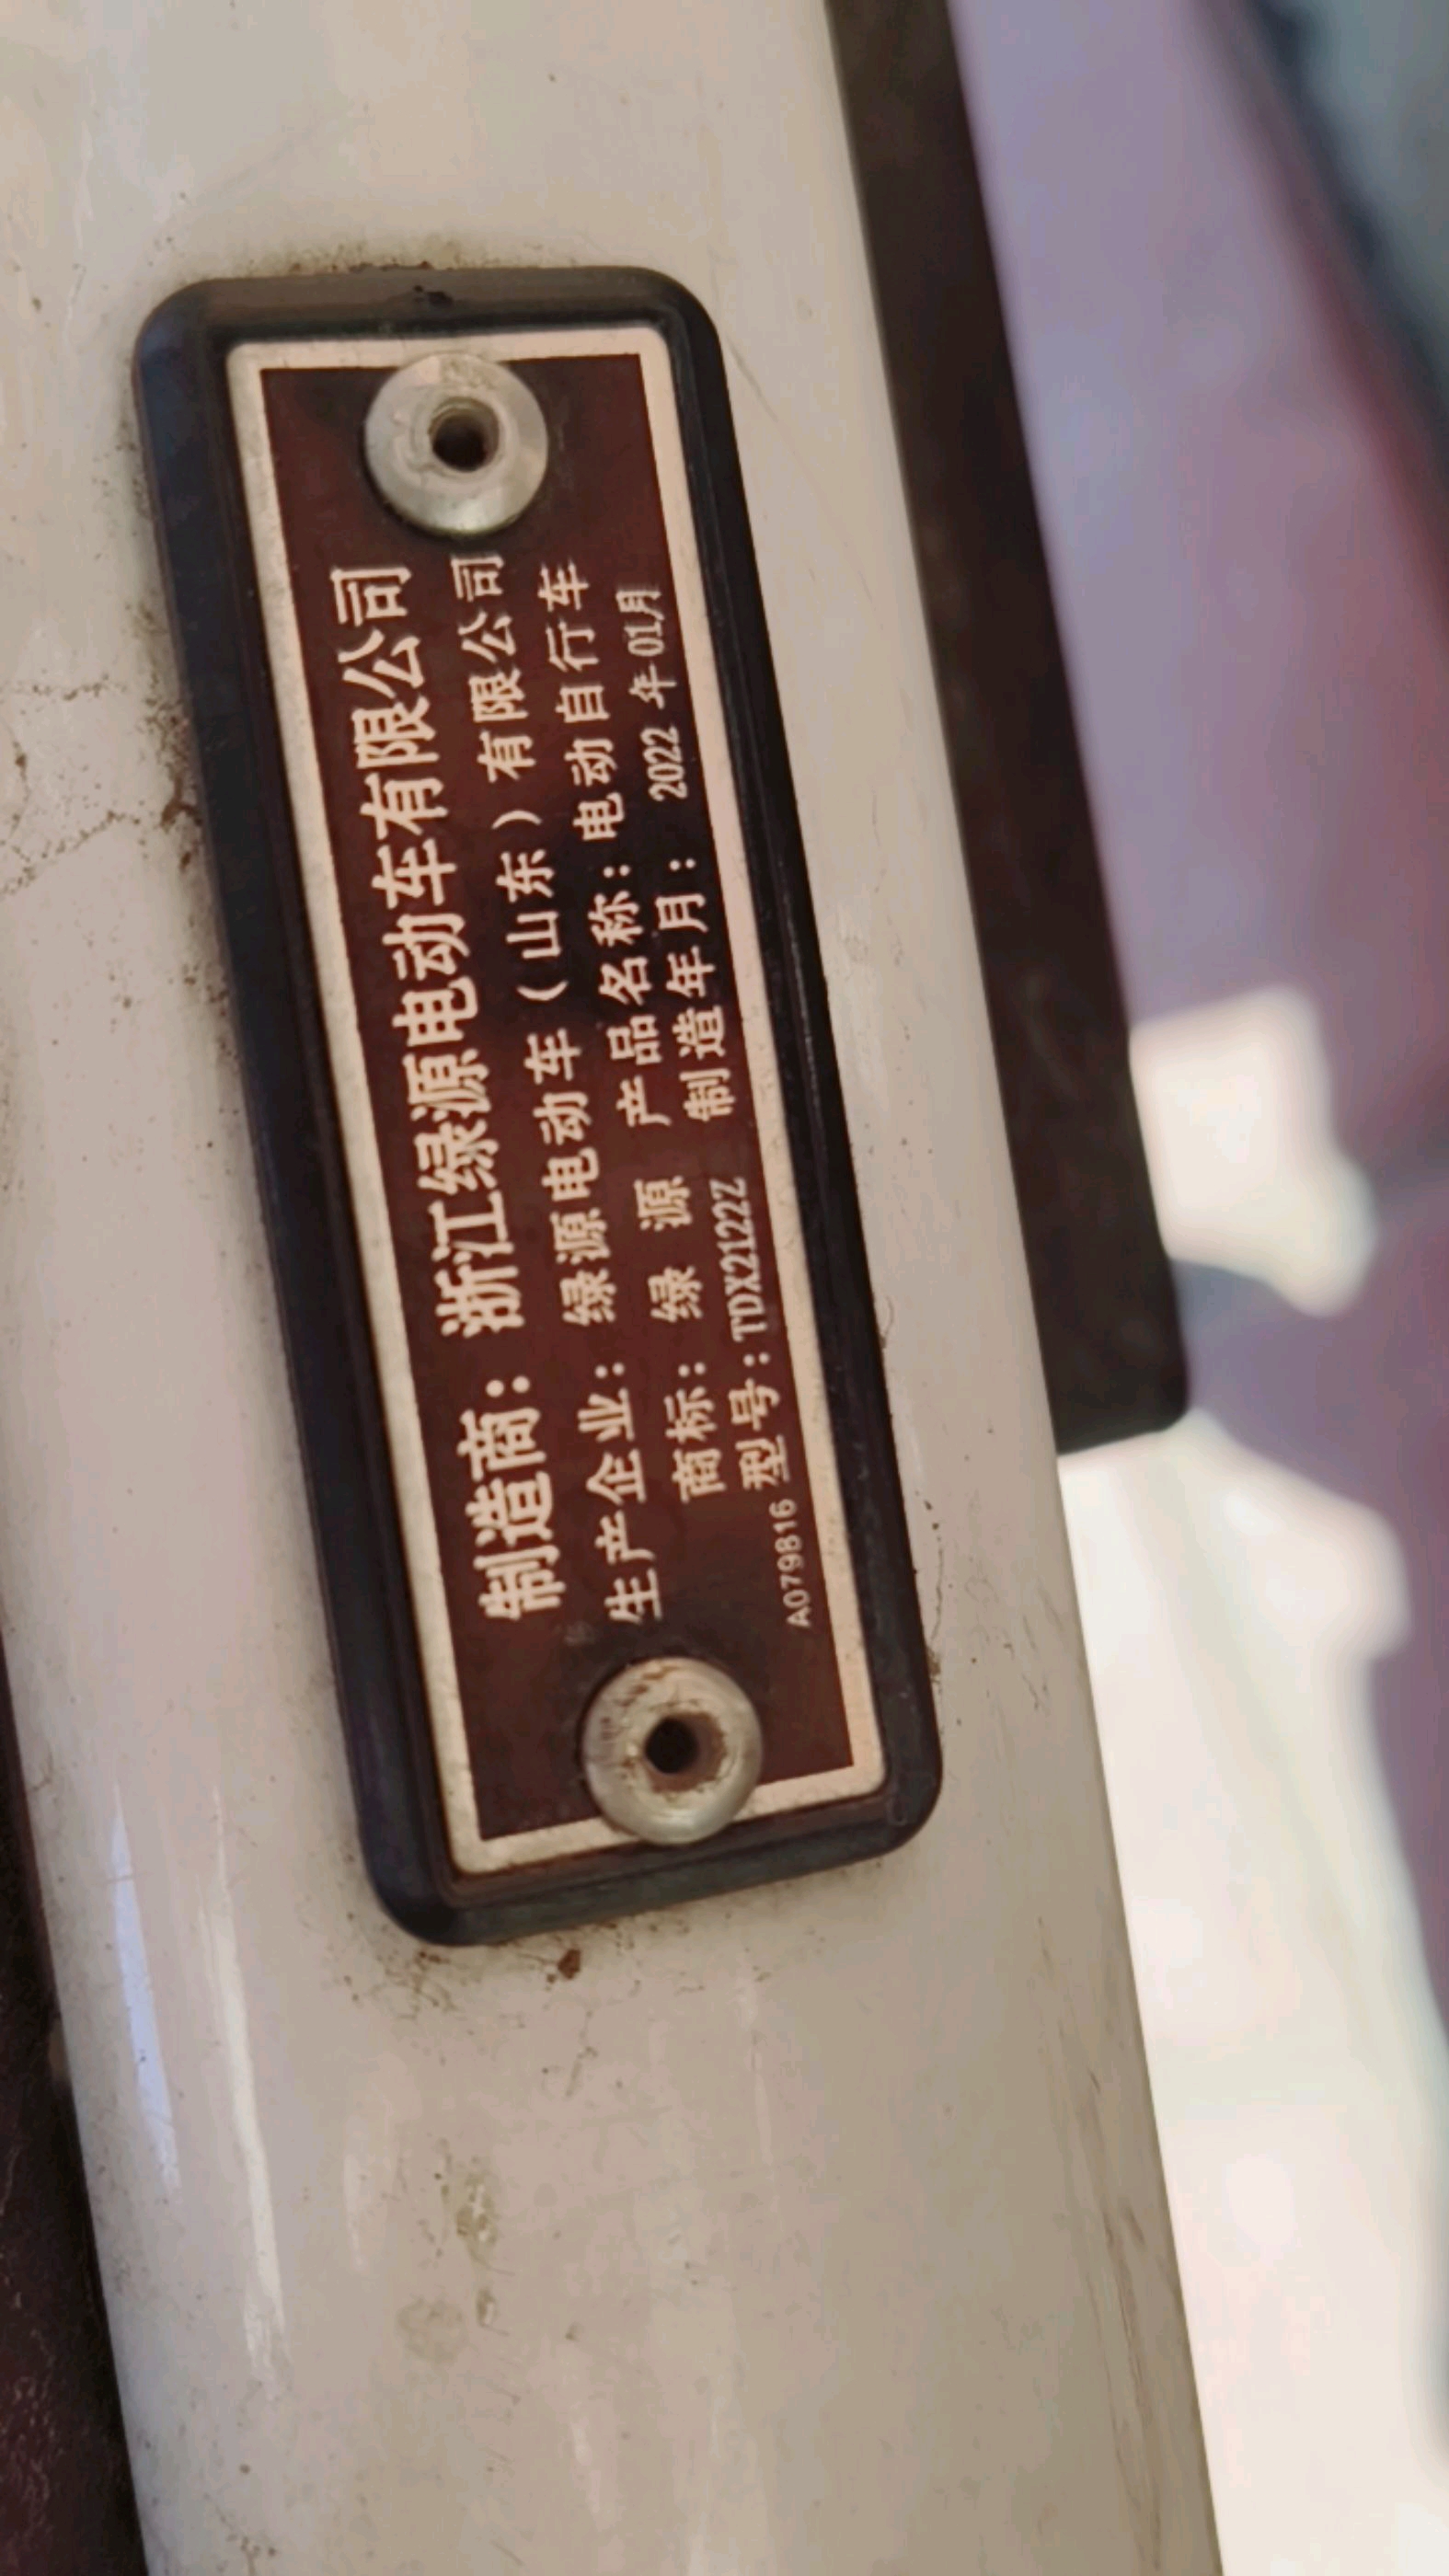 制造商：浙江绿源电动车有限公司
生产企业：绿源电动车（山东）有限公司
商标：绿 源 产品名称：电动自行车
型号：TDX2122Z 制造年月：2022 年 01月
A079816